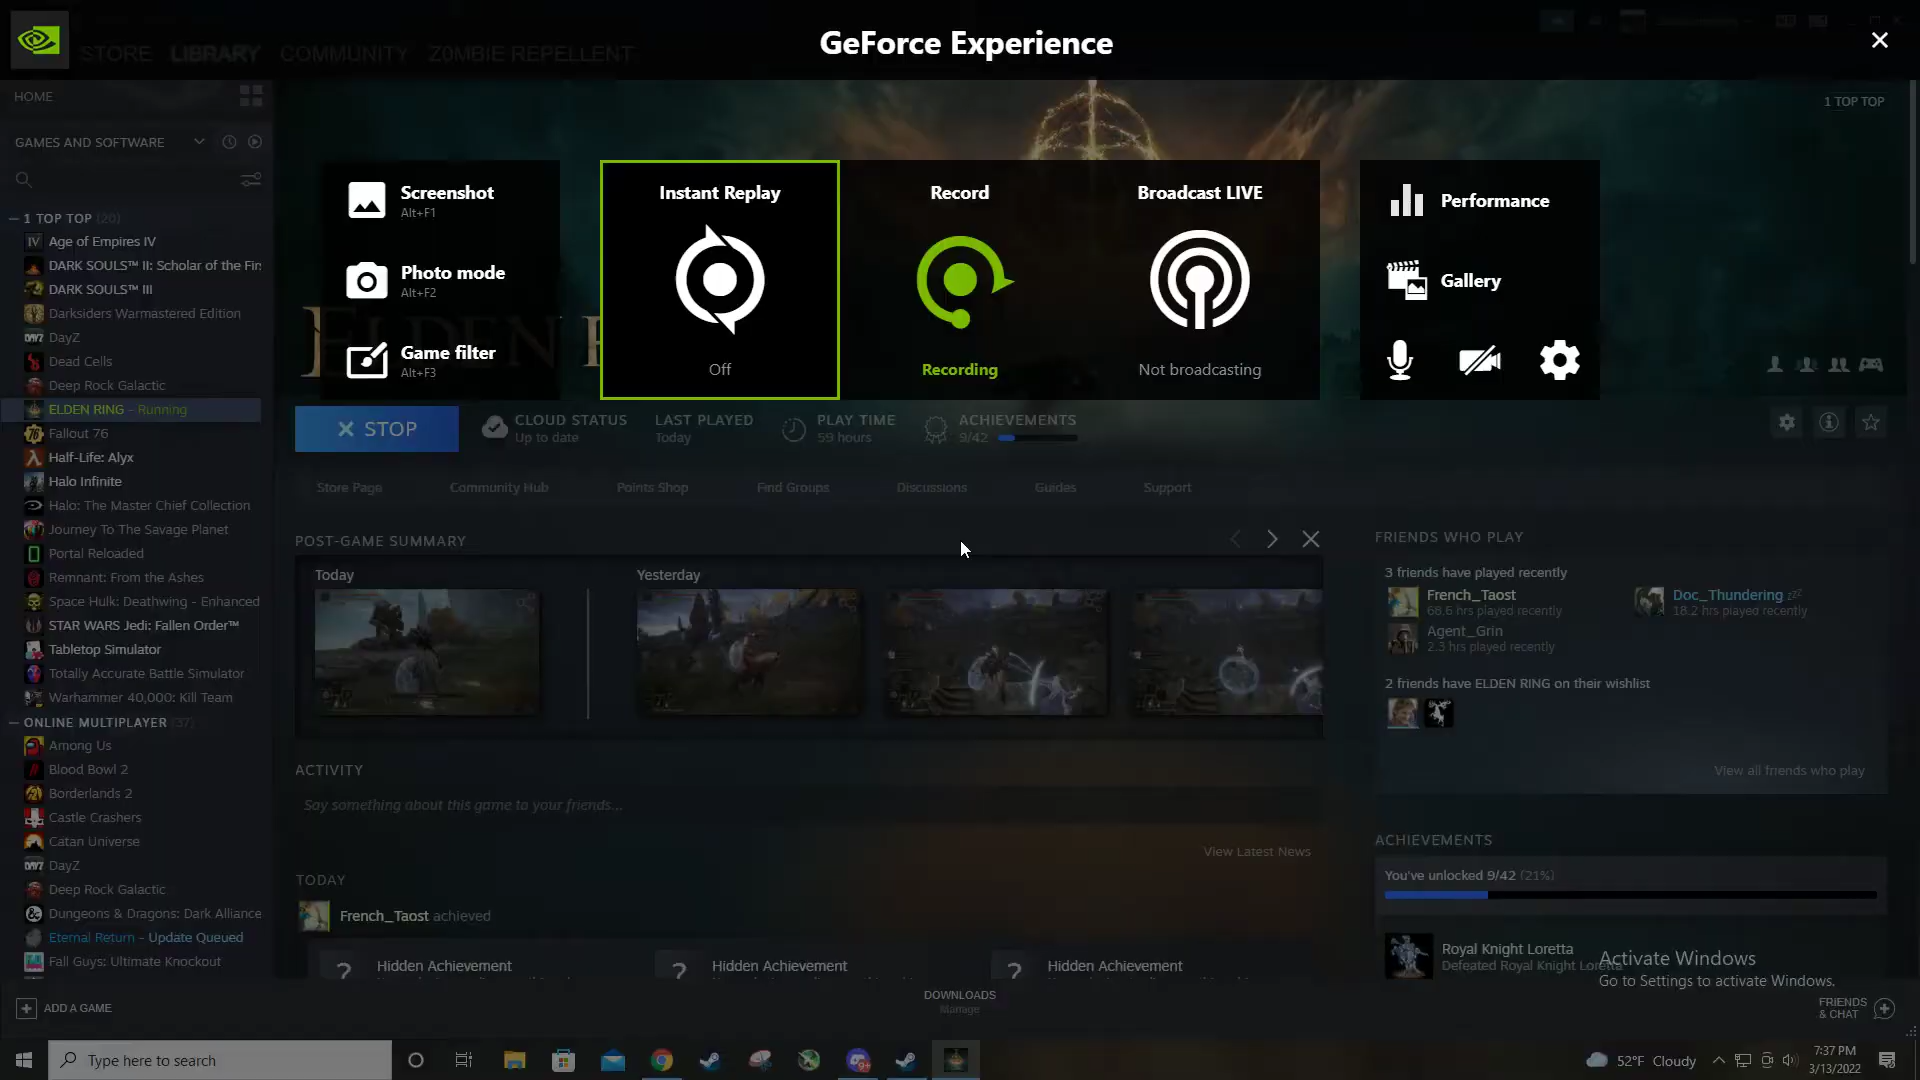 GeForce Experience
STORE
LIBRARY
COMMUNITY
Z0MBIE REPELLENT
HOME
1 TOP TOP
GAMES AND SOFTWARE
Screenshot
Alt+F1
Photo mode
Alt+F2
Game filter
Alt+F3
Instant Replay
Off
Record
Recording
Broadcast LIVE
Not broadcasting
Performance
Gallery
1 TOP TOP (20)
Age of Empires IV
DARK SOULS™ II: Scholar of the Fir
DARK SOULS™ III
Darksiders Warmastered Edition
DayZ
Dead Cells
Deep Rock Galactic
ELDEN RING - Running
Fallout 76
Half-Life: Alyx
Halo Infinite
Halo: The Master Chief Collection
Journey To The Savage Planet
Portal Reloaded
Remnant: From the Ashes
Space Hulk: Deathwing - Enhanced
STAR WARS Jedi: Fallen Order™
Tabletop Simulator
Totally Accurate Battle Simulator
Warhammer 40,000: Kill Team
ONLINE MULTIPLAYER (37)
Among Us
Blood Bowl 2
Borderlands 2
Castle Crashers
Catan Universe
DayZ
Deep Rock Galactic
Dungeons & Dragons: Dark Alliance
Eternal Return - Update Queued
Fall Guys: Ultimate Knockout
ELDEN R
STOP
CLOUD STATUS
Up to date
LAST PLAYED
Today
PLAY TIME
59 hours
ACHIEVEMENTS
9/42
Store Page
Community Hub
Points Shop
Find Groups
Discussions
Guides
Support
POST-GAME SUMMARY
Today
Yesterday
ACTIVITY
Say something about this game to your friends...
View Latest News
TODAY
French_Taost achieved
Hidden Achievement
Hidden Achievement
Hidden Achievement
FRIENDS WHO PLAY
3 friends have played recently
French_Taost
68.6 hrs played recently
Doc_Thundering zzZ
18.2 hrs played recently
Agent_Grin
2.3 hrs played recently
2 friends have ELDEN RING on their wishlist
View all friends who play
ACHIEVEMENTS
You've unlocked 9/42 (21%)
Royal Knight Loretta
Defeated Royal Knight Loretta
Activate Windows
Go to Settings to activate Windows.
ADD A GAME
DOWNLOADS
Manage
FRIENDS
& CHAT
Type here to search
52°F Cloudy
7:37 PM
3/13/2022